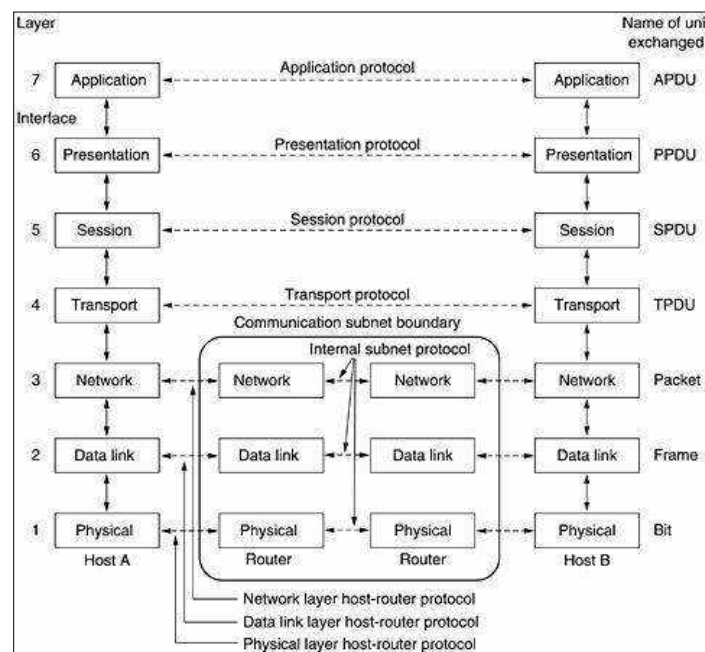 Layer
Name of uni
exchanged
7 Application Application protocol Application APDU
Interface
6 Presentation Presentation protocol Presentation PPDU
5 Session Session protocol Session SPDU
4 Transport Transport protocol Transport TPDU
Communication subnet boundary
Internal subnet protocol
3 Network Network Network Network Packet
2 Data link Data link Data link Data link Frame
1 Physical Physical Physical Physical Bit
Host A Router Router Host B
Network layer host-router protocol
Data link layer host-router protocol
Physical layer host-router protocol